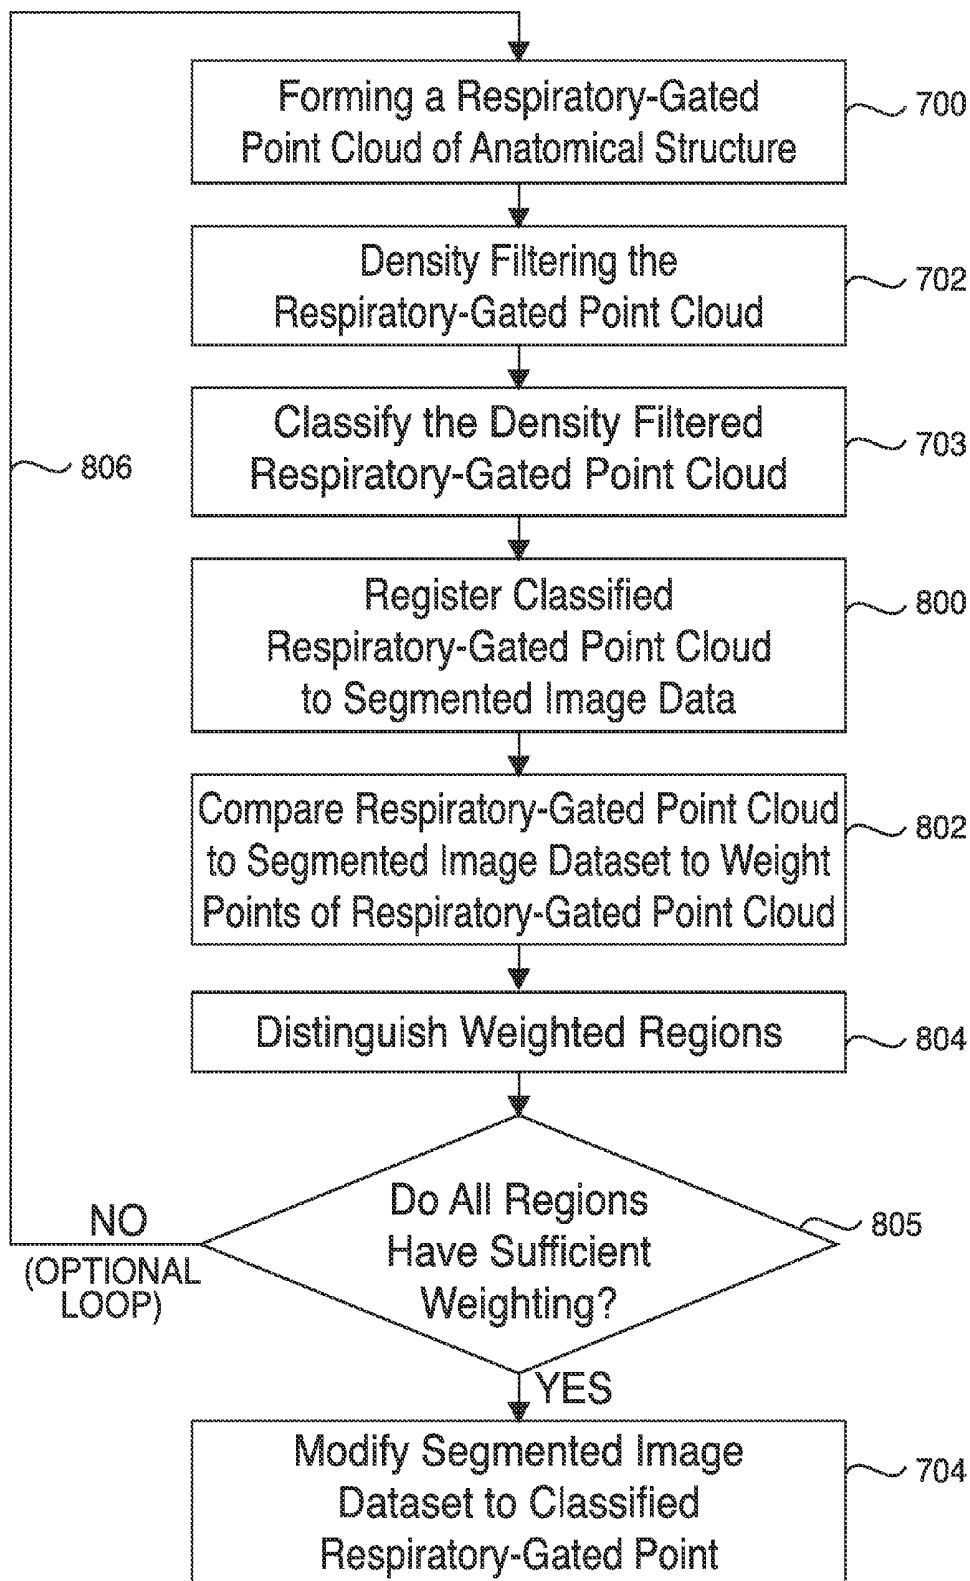 Forming a Respiratory-Gated
Point Cloud of Anatomical Structure
700
Density Filtering the
Respiratory-Gated Point Cloud
702
Classify the Density Filtered
Respiratory-Gated Point Cloud
703
806
Register Classified
Respiratory-Gated Point Cloud
to Segmented Image Data
800
Compare Respiratory-Gated Point Cloud
to Segmented Image Dataset to Weight
Points of Respiratory-Gated Point Cloud
802
Distinguish Weighted Regions
804
Do All Regions
Have Sufficient
Weighting?
805
NO
(OPTIONAL
LOOP)
YES
Modify Segmented Image
Dataset to Classified
Respiratory-Gated Point
704